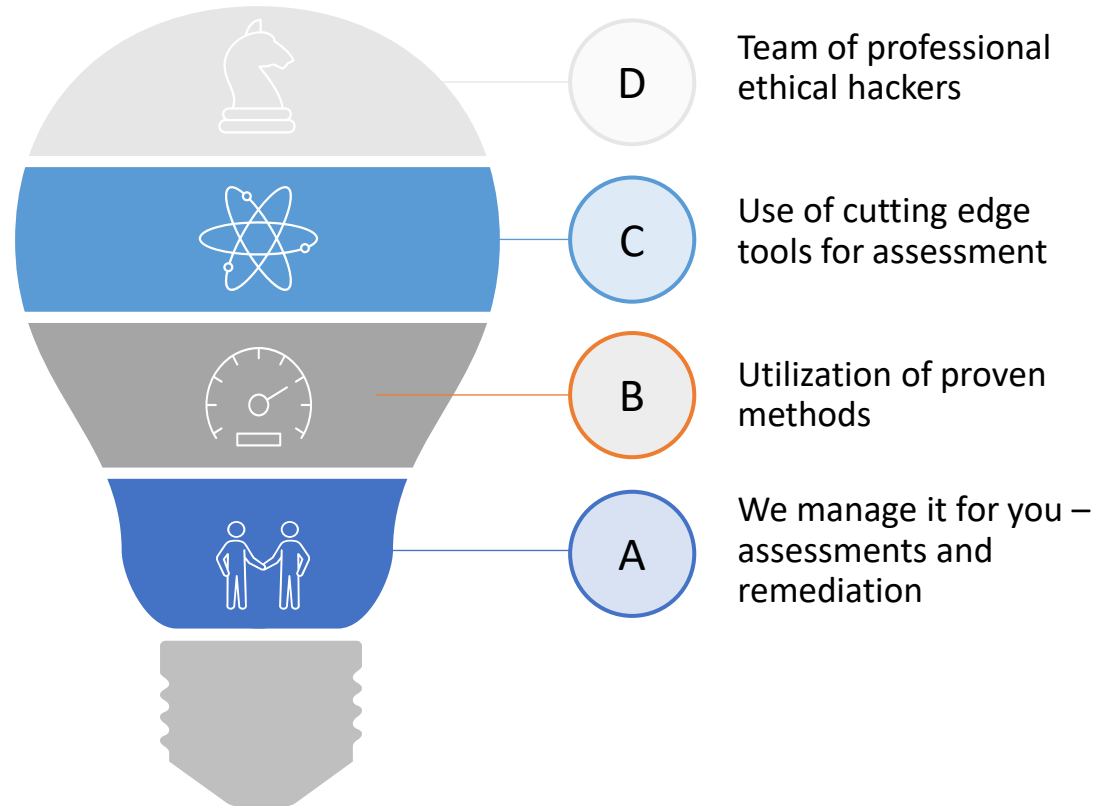 D
Team of professional
ethical hackers
C
Use of cutting edge
tools for assessment
B
Utilization of proven
methods
A
We manage it for you –
assessments and
remediation